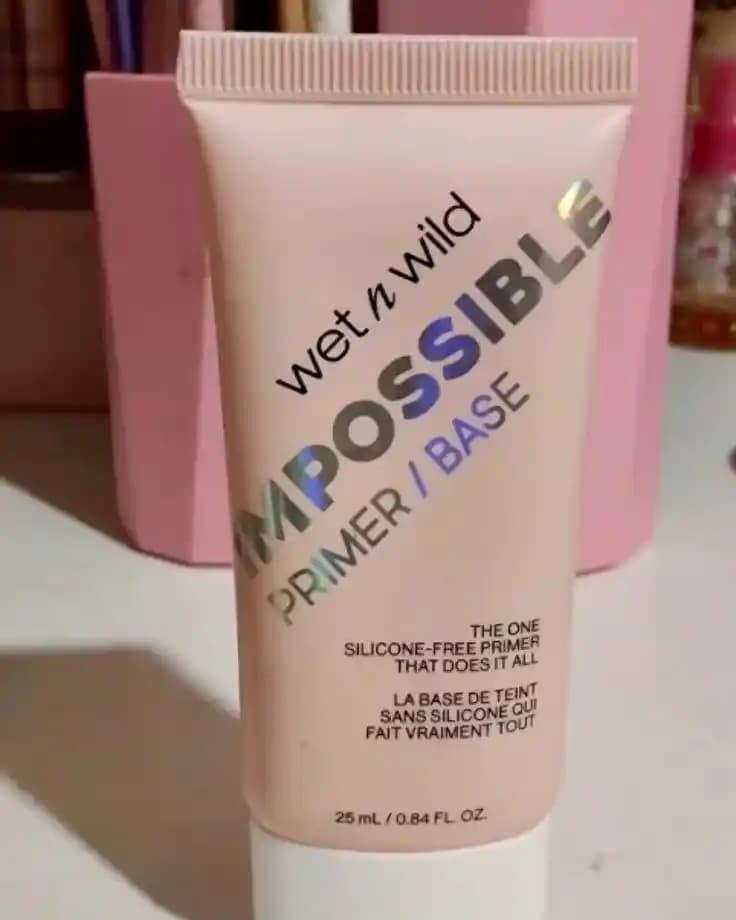 wet n wild
IMPOSSIBLE
PRIMER / BASE
THE ONE
SILICONE-FREE PRIMER
THAT DOES IT ALL
LA BASE DE TEINT
SANS SILICONE QUI
FAIT VRAIMENT TOUT
25 mL / 0.84 FL. OZ.